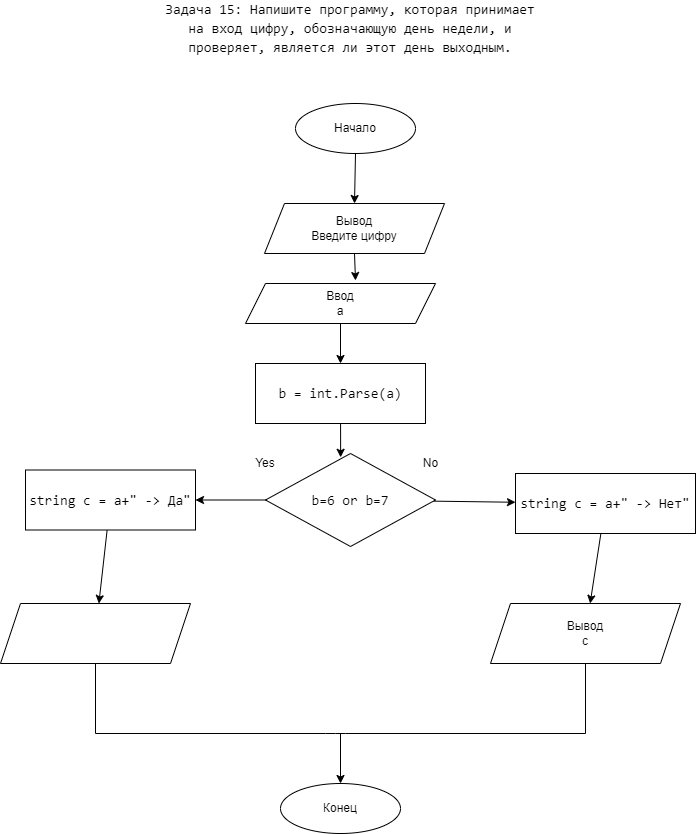 Задача 15: Напишите программу, которая принимает
на вход цифру, обозначающую день недели, и
проверяет, является ли этот день выходным.
Начало
Вывод
Введите цифру
Ввод
a
b = int.Parse(a)
Yes
No
b=6 or b=7
string c = a+" -> Да"
string c = a+" -> Нет"
Вывод
c
Конец